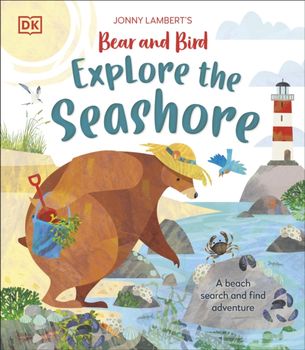 DK
JONNY LAMBERT'S
Bear and Bird
Explore the
Seashore
A beach
search and find
adventure